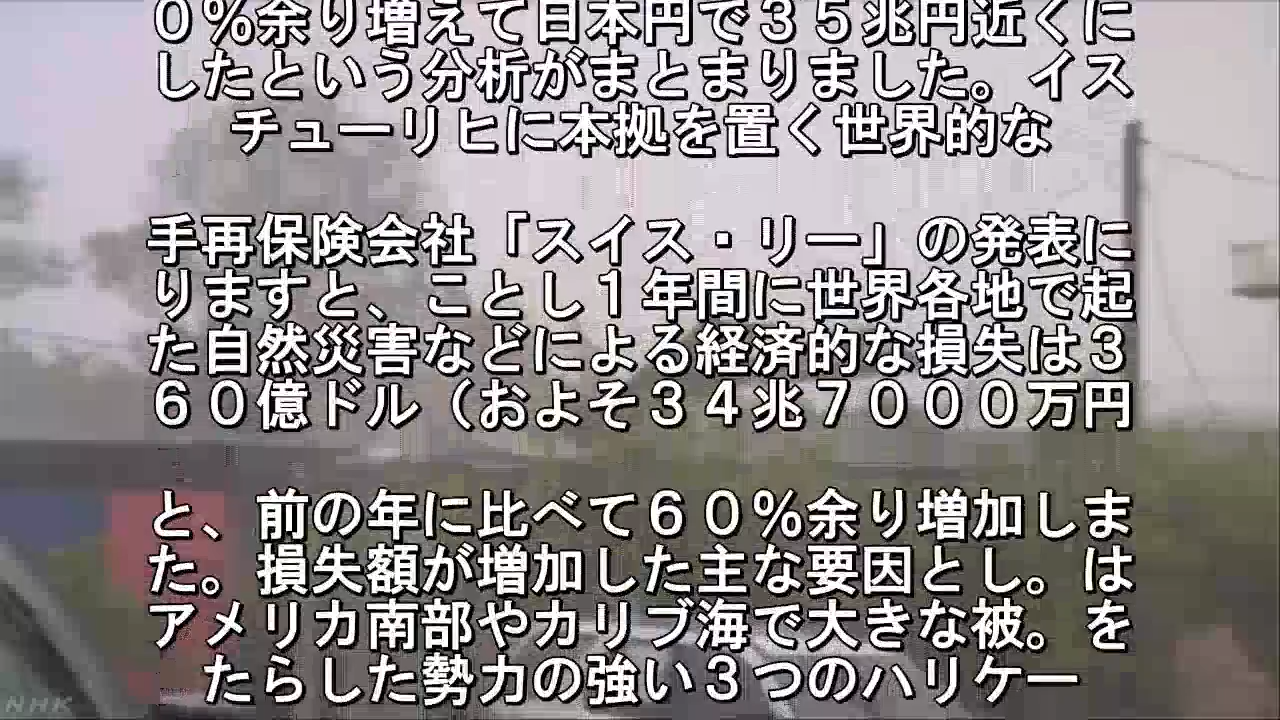 ０％余り増えて日本円で３５兆円近くに
したという分析がまとまりました。イス
チューリヒに本拠を置く世界的な
手再保険会社「スイス・リー」の発表に
りますと、ことし１年間に世界各地で起
た自然災害などによる経済的な損失は３
６０億ドル（およそ３４兆７０００万円
と、前の年に比べて６０％余り増加しま
た。損失額が増加した主な要因とし。は
アメリカ南部やカリブ海で大きな被。を
たらした勢力の強い３つのハリケー
NHK